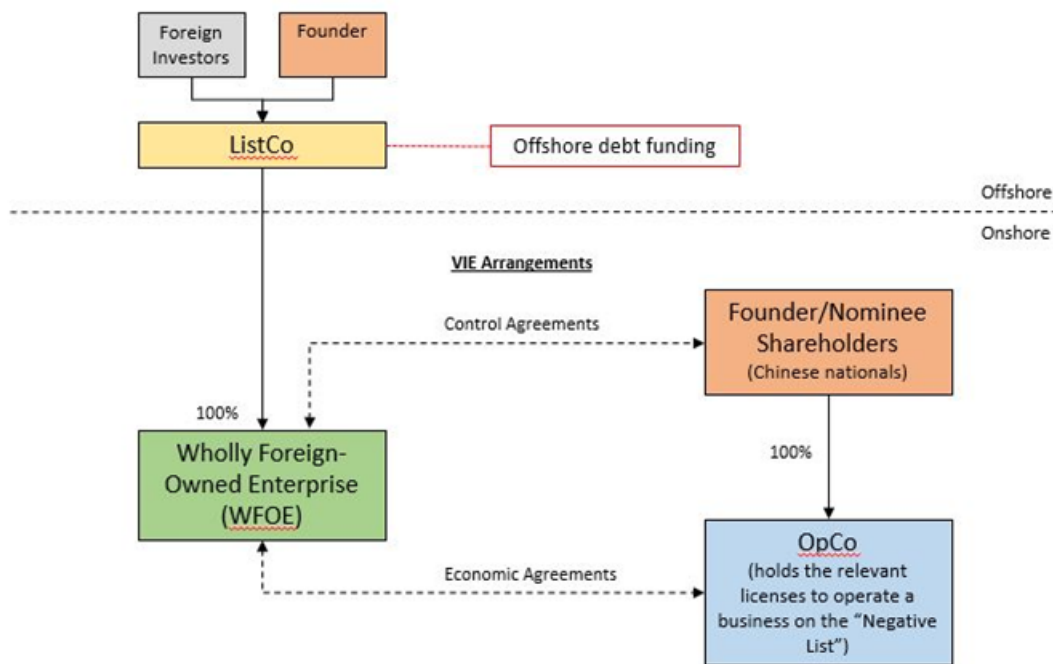 Foreign
Investors
Founder
ListCo
Offshore debt funding
Offshore
Onshore
VIE Arrangements
Founder/Nominee
Shareholders
(Chinese nationals)
Control Agreements
100%
Wholly Foreign-
Owned Enterprise
(WFOE)
100%
Economic Agreements
OpCo
(holds the relevant
licenses to operate a
business on the “Negative
List”)